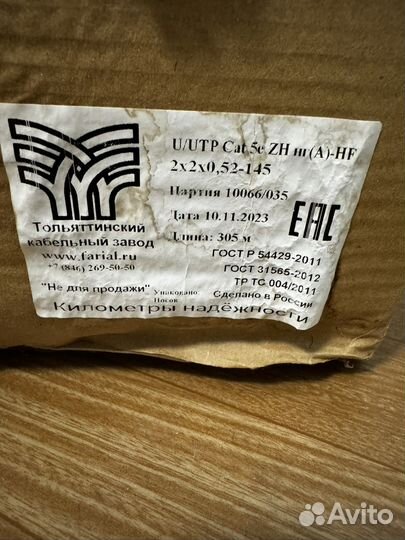 U/UTP Cat 5e ZH нг(А)-HF
2x2x0,52-145
Партия 10066/035
Дата 10.11.2023
Длина: 305 м
ГОСТ Р 54429-2011
ГОСТ 31565-2012
ТР ТС 004/2011
Сделано в России
EAC
Тольяттинский
кабельный завод
www.farial.ru
+7 (846) 269-50-50
"Не для продажи"
Упаковано
Носов
Километры надёжности
Avito